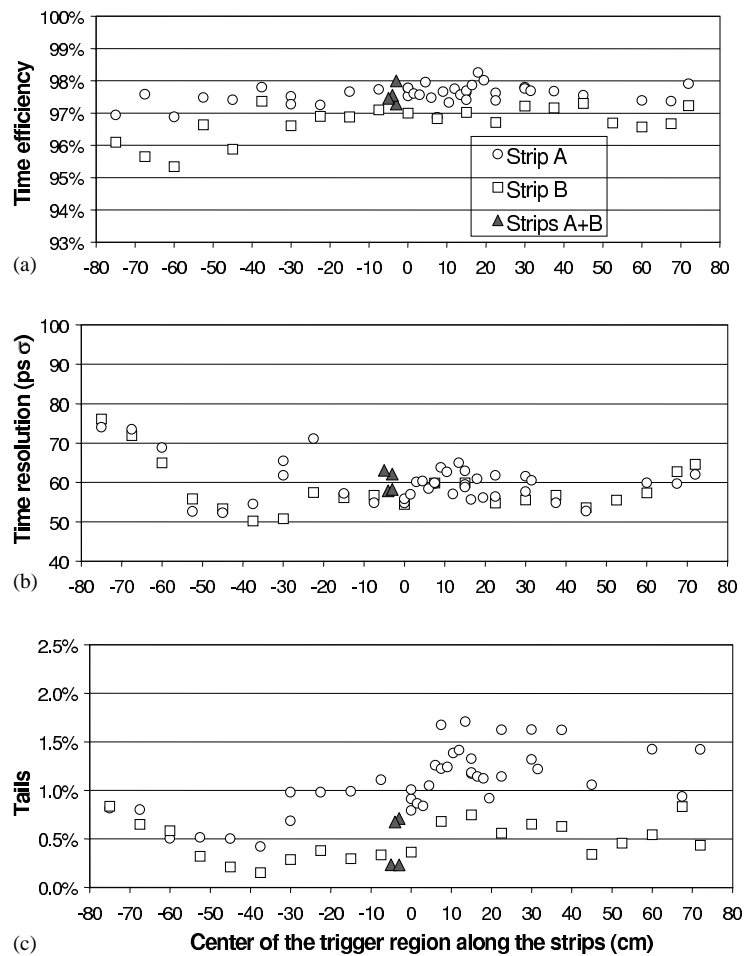 100%
99%
98%
97%
96%
95%
94%
93%
Time efficiency
Strip A
Strip B
Strips A+B
-80 -70 -60 -50 -40 -30 -20 -10 0 10 20 30 40 50 60 70 80
(a)
100
90
80
70
60
50
40
Time resolution (ps σ)
-80 -70 -60 -50 -40 -30 -20 -10 0 10 20 30 40 50 60 70 80
(b)
2.5%
2.0%
1.5%
1.0%
0.5%
0.0%
Tails
-80 -70 -60 -50 -40 -30 -20 -10 0 10 20 30 40 50 60 70 80
(c) Center of the trigger region along the strips (cm)